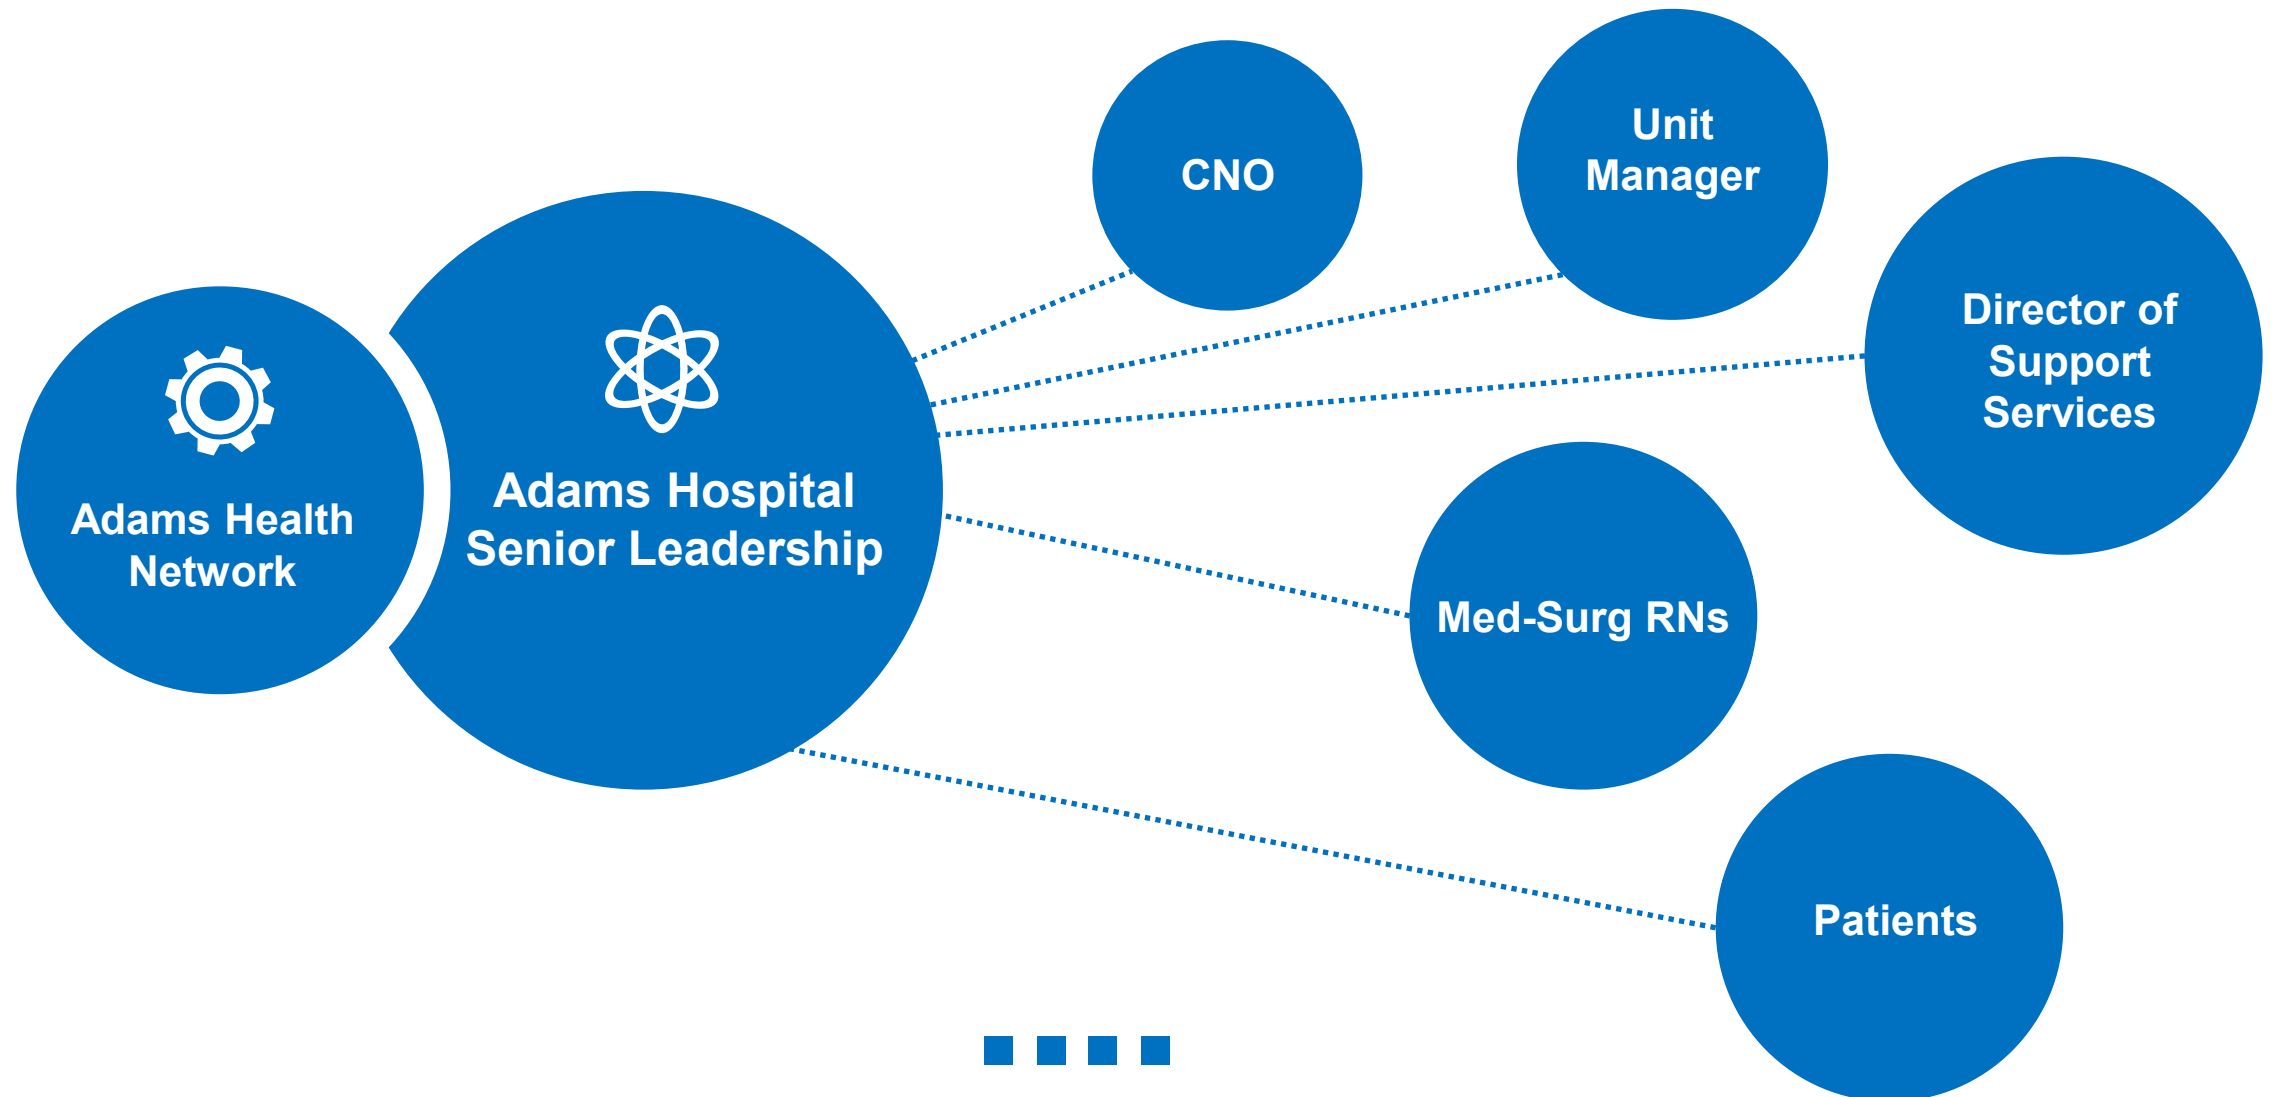 Adams Health
Network
Adams Hospital
Senior Leadership
CNO
Unit
Manager
Director of
Support
Services
Med-Surg RNs
Patients